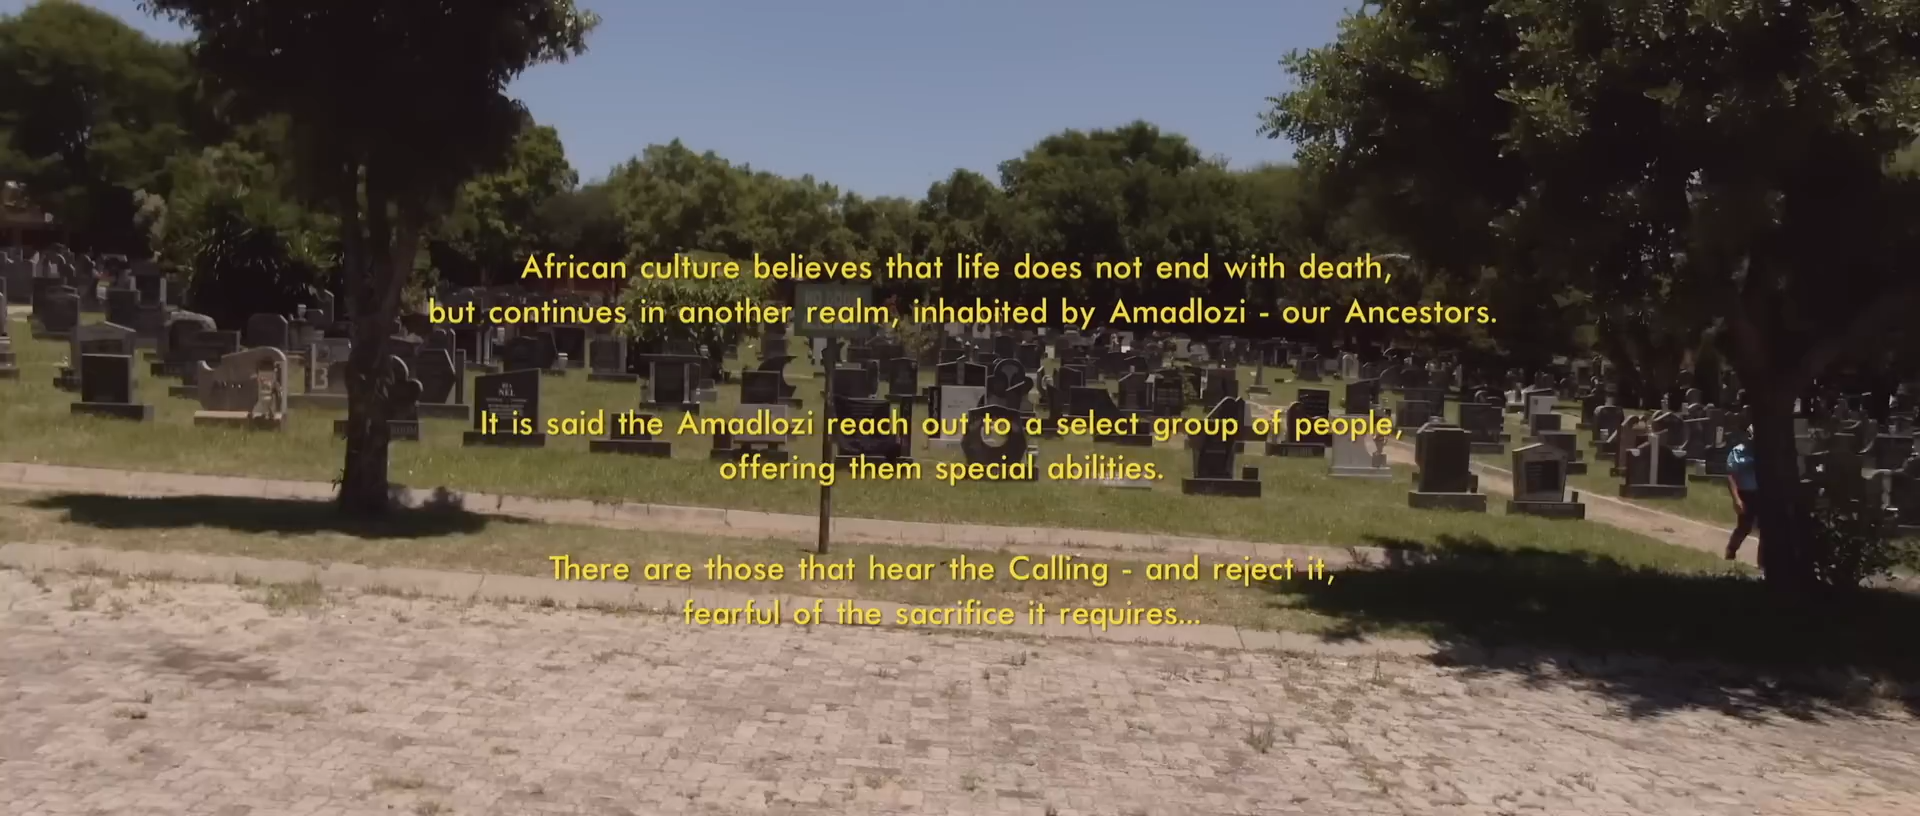 African culture believes that life does not end with death,
but continues in another realm, inhabited by Amadlozi - our Ancestors.
NEL
It is said the Amadlozi reach out to a select group of people,
offering them special abilities.
There are those that hear the Calling - and reject it,
fearful of the sacrifice it requires...